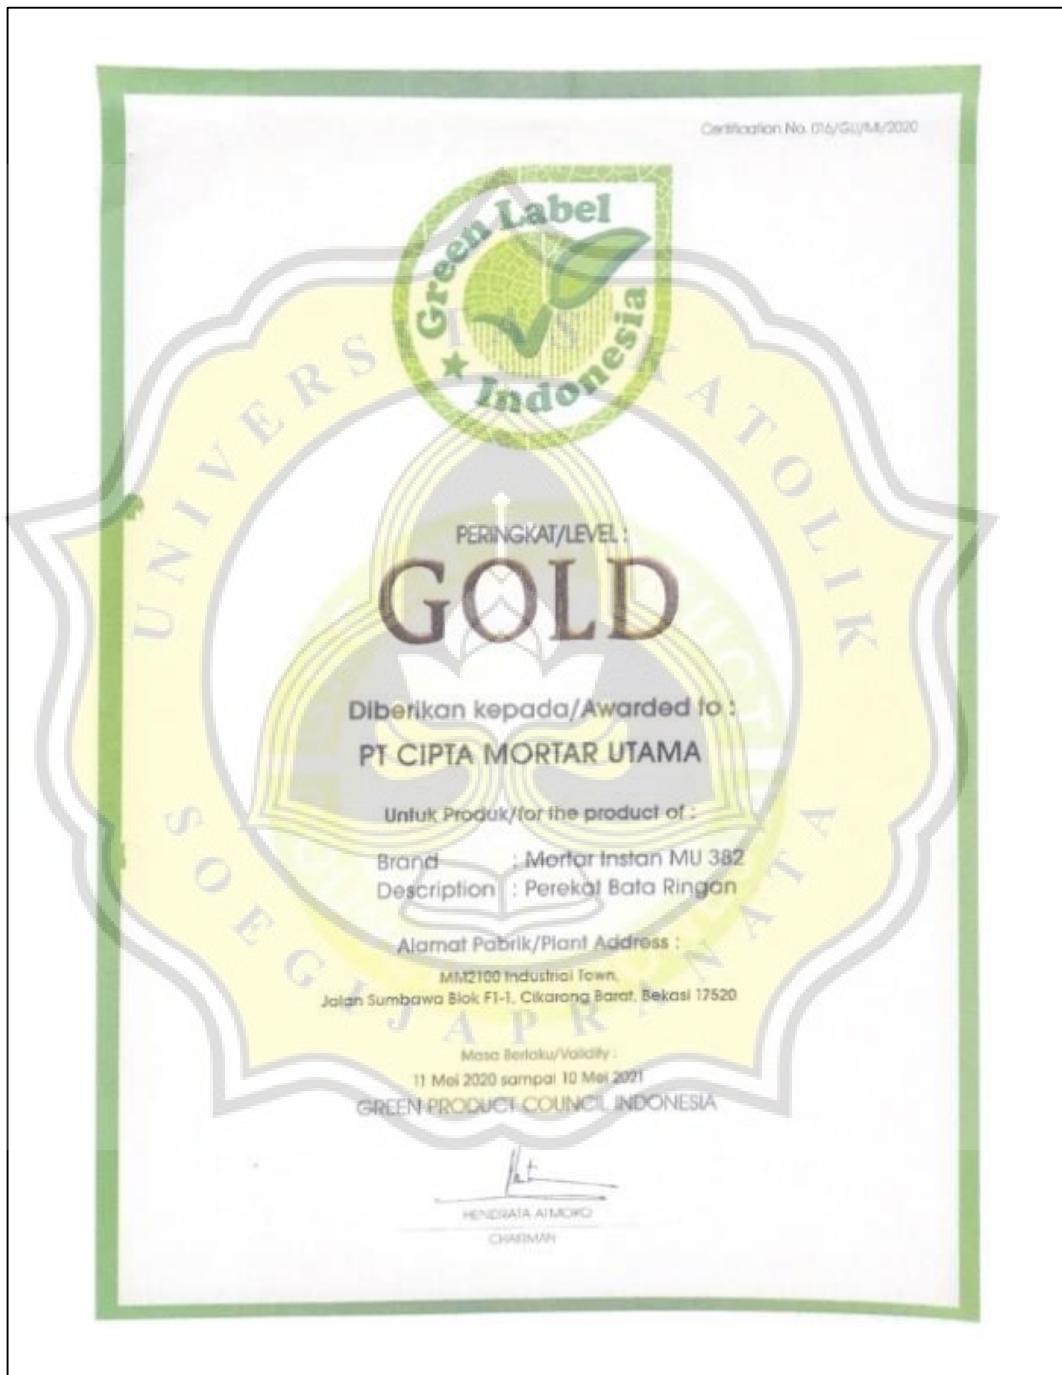 Certification No. 016/GLI/MI/2020
Green Label
Indonesia
UNIVERSITAS KATOLIK
PERINGKAT/LEVEL :
GOLD
Diberikan kepada/Awarded to :
PT CIPTA MORTAR UTAMA
Untuk Produk/for the product of :
Brand : Mortar Instan MU 382
Description : Perekat Bata Ringan
Alamat Pabrik/Plant Address :
MM2100 Industrial Town,
Jalan Sumbawa Blok F1-1, Cikarang Barat, Bekasi 17520
SOEGIJAPRANATA
Masa Berlaku/Validity :
11 Mei 2020 sampai 10 Mei 2021
GREEN PRODUCT COUNCIL INDONESIA
HENDRATA ATMOKO
CHAIRMAN